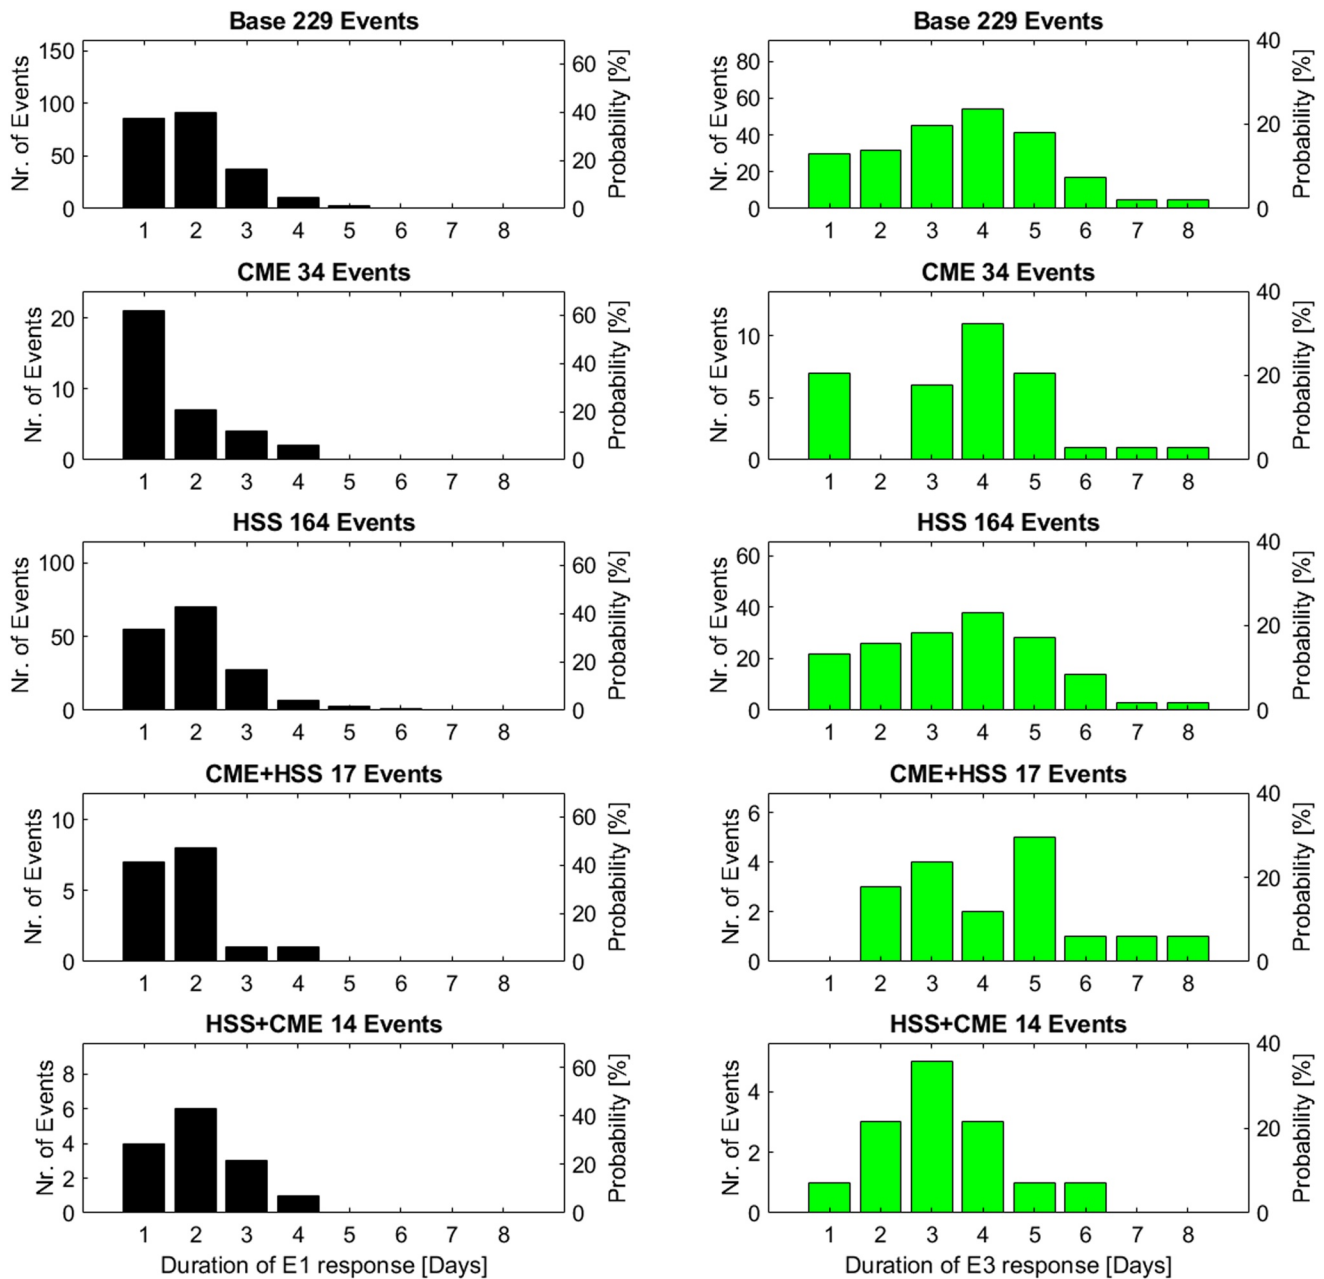 Base 229 Events
Nr. of Events
150
100
50
0
60
40
20
0
Probability [%]
1 2 3 4 5 6 7 8
Base 229 Events
Nr. of Events
80
60
40
20
0
40
20
0
Probability [%]
1 2 3 4 5 6 7 8
CME 34 Events
Nr. of Events
20
10
0
60
40
20
0
Probability [%]
1 2 3 4 5 6 7 8
CME 34 Events
Nr. of Events
10
5
0
40
20
0
Probability [%]
1 2 3 4 5 6 7 8
HSS 164 Events
Nr. of Events
100
50
0
60
40
20
0
Probability [%]
1 2 3 4 5 6 7 8
HSS 164 Events
Nr. of Events
60
40
20
0
40
20
0
Probability [%]
1 2 3 4 5 6 7 8
CME+HSS 17 Events
Nr. of Events
10
5
0
60
40
20
0
Probability [%]
1 2 3 4 5 6 7 8
CME+HSS 17 Events
Nr. of Events
6
4
2
0
40
20
0
Probability [%]
1 2 3 4 5 6 7 8
HSS+CME 14 Events
Nr. of Events
8
6
4
2
0
60
40
20
0
Probability [%]
1 2 3 4 5 6 7 8
Duration of E1 response [Days]
HSS+CME 14 Events
Nr. of Events
4
2
0
40
20
0
Probability [%]
1 2 3 4 5 6 7 8
Duration of E3 response [Days]